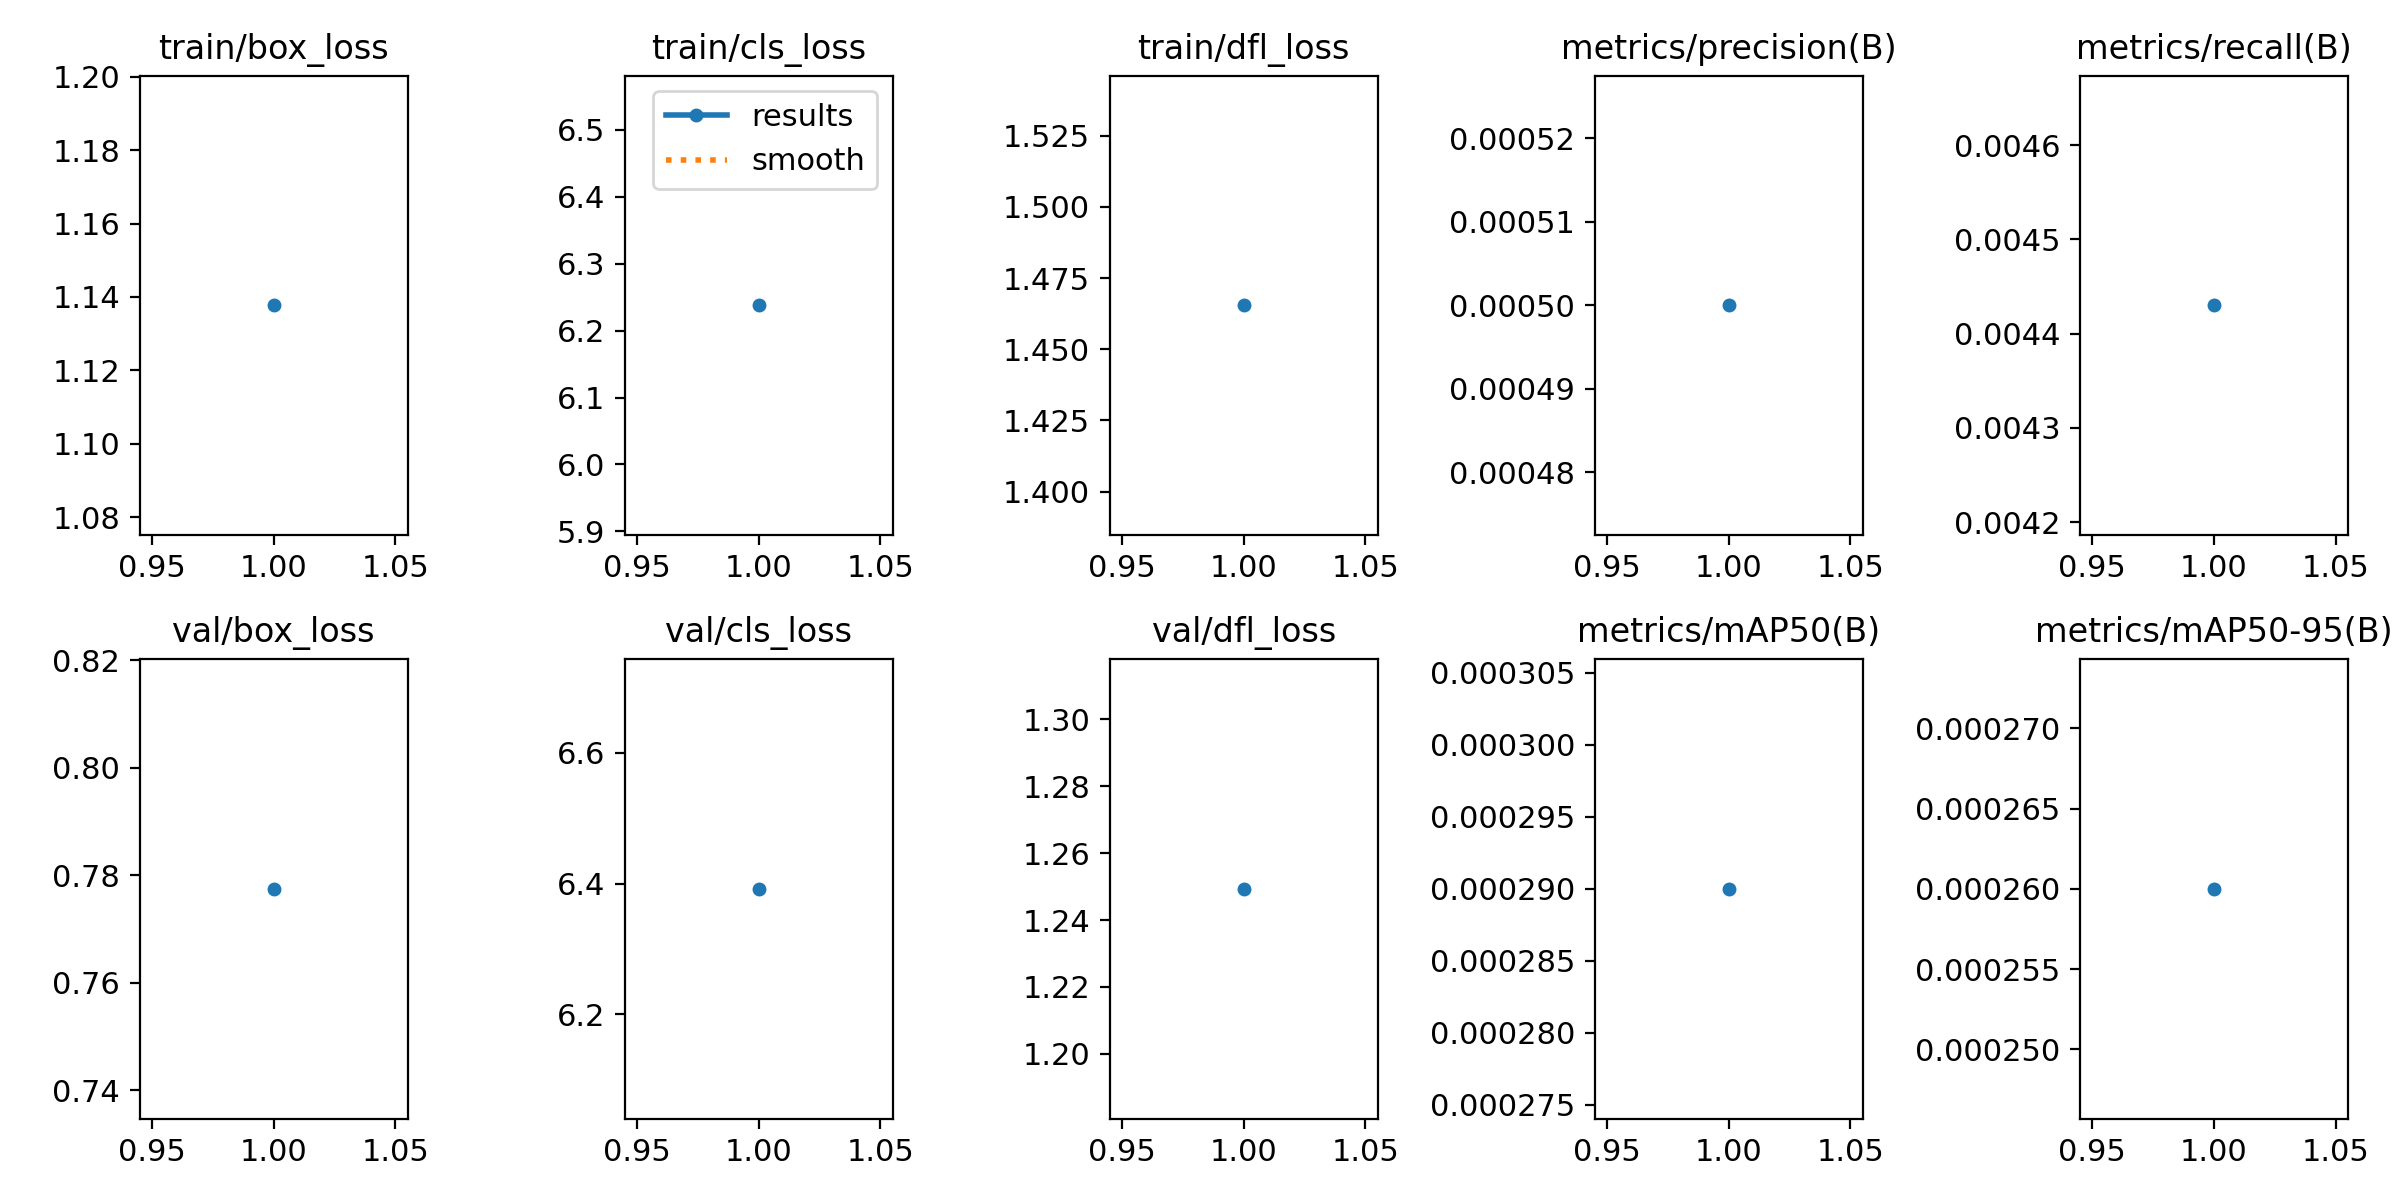 train/box_loss
1.20
1.18
1.16
1.14
1.12
1.10
1.08
0.95 1.00 1.05
train/cls_loss
results
smooth
6.5
6.4
6.3
6.2
6.1
6.0
5.9
0.95 1.00 1.05
train/dfl_loss
1.525
1.500
1.475
1.450
1.425
1.400
0.95 1.00 1.05
metrics/precision(B)
0.00052
0.00051
0.00050
0.00049
0.00048
0.95 1.00 1.05
metrics/recall(B)
0.0046
0.0045
0.0044
0.0043
0.0042
0.95 1.00 1.05
val/box_loss
0.82
0.80
0.78
0.76
0.74
0.95 1.00 1.05
val/cls_loss
6.6
6.4
6.2
0.95 1.00 1.05
val/dfl_loss
1.30
1.28
1.26
1.24
1.22
1.20
0.95 1.00 1.05
metrics/mAP50(B)
0.000305
0.000300
0.000295
0.000290
0.000285
0.000280
0.000275
0.95 1.00 1.05
metrics/mAP50-95(B)
0.000270
0.000265
0.000260
0.000255
0.000250
0.95 1.00 1.05